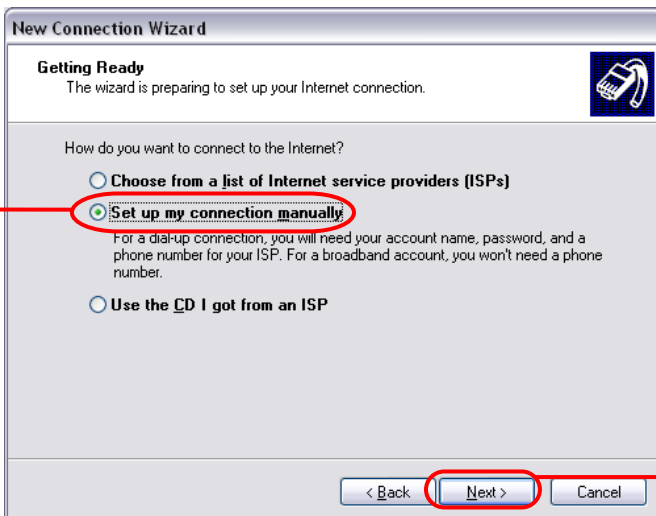 New Connection Wizard
Getting Ready
The wizard is preparing to set up your Internet connection.
How do you want to connect to the Internet?
Choose from a list of Internet service providers (ISPs)
Set up my connection manually
For a dial-up connection, you will need your account name, password, and a
phone number for your ISP. For a broadband account, you won't need a phone
number.
Use the CD I got from an ISP
< Back Next > Cancel